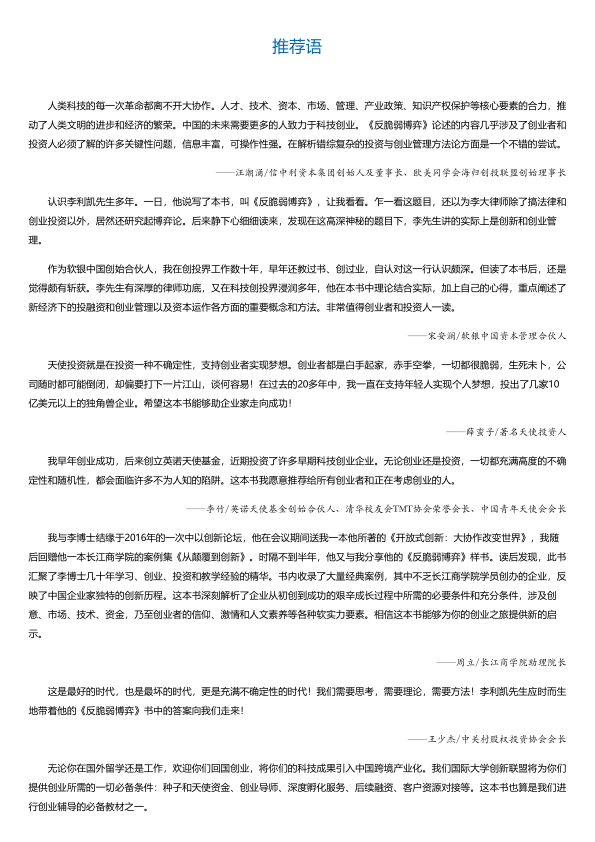 推荐语
人类科技的每一次革命都离不开大协作。人才、技术、资本、市场、管理、产业政策、知识产权保护等核心要素的合力，推
动了人类文明的进步和经济的繁荣。中国的未来需要更多的人致力于科技创业。《反脆弱博弈》论述的内容几乎涉及了创业者和
投资人必须了解的许多关键性问题，信息丰富，可操作性强。在解析错综复杂的投资与创业管理方法论方面是一个不错的尝试。
——汪潮涌/信中利资本集团创始人及董事长、欧美同学会海归创投联盟创始理事长
认识李利凯先生多年。一日，他说写了本书，叫《反脆弱博弈》，让我看看。乍一看这题目，还以为李大律师除了搞法律和
创业投资以外，居然还研究起博弈论。后来静下心细细读来，发现在这高深神秘的题目下，李先生讲的实际上是创新和创业管
理。
作为软银中国创始合伙人，我在创投界工作数十年，早年还教过书、创过业，自认对这一行认识颇深。但读了本书后，还是
觉得颇有斩获。李先生有深厚的律师功底，又在科技创投界浸润多年，他在本书中理论结合实际，加上自己的心得，重点阐述了
新经济下的投融资和创业管理以及资本运作各方面的重要概念和方法。非常值得创业者和投资人一读。
——宋安澜/软银中国资本管理合伙人
天使投资就是在投资一种不确定性，支持创业者实现梦想。创业者都是白手起家，赤手空拳，一切都很脆弱，生死未卜，公
司随时都可能倒闭，却偏要打下一片江山，谈何容易！在过去的20多年中，我一直在支持年轻人实现个人梦想，投出了几家10
亿美元以上的独角兽企业。希望这本书能够助企业家走向成功！
——薛蛮子/著名天使投资人
我早年创业成功，后来创立英诺天使基金，近期投资了许多早期科技创业企业。无论创业还是投资，一切都充满高度的不确
定性和随机性，都会面临许多不为人知的陷阱。这本书我愿意推荐给所有创业者和正在考虑创业的人。
——李竹/英诺天使基金创始合伙人、清华校友会TMT协会荣誉会长、中国青年天使会会长
我与李博士结缘于2016年的一次中以创新论坛，他在会议期间送我一本他所著的《开放式创新：大协作改变世界》，我随
后回赠他一本长江商学院的案例集《从颠覆到创新》。时隔不到半年，他又与我分享他的《反脆弱博弈》样书。读后发现，此书
汇聚了李博士几十年学习、创业、投资和教学经验的精华。书内收录了大量经典案例，其中不乏长江商学院学员创办的企业，反
映了中国企业家独特的创新历程。这本书深刻解析了企业从初创到成功的艰辛成长过程中所需的必要条件和充分条件，涉及创
意、市场、技术、资金，乃至创业者的信仰、激情和人文素养等各种软实力要素。相信这本书能够为你的创业之旅提供新的启
示。
——周立/长江商学院助理院长
这是最好的时代，也是最坏的时代，更是充满不确定性的时代！我们需要思考，需要理论，需要方法！李利凯先生应时而生
地带着他的《反脆弱博弈》书中的答案向我们走来！
——王少杰/中关村股权投资协会会长
无论你在国外留学还是工作，欢迎你们回国创业，将你们的科技成果引入中国跨境产业化。我们国际大学创新联盟将为你们
提供创业所需的一切必备条件：种子和天使资金、创业导师、深度孵化服务、后续融资、客户资源对接等。这本书也算是我们进
行创业辅导的必备教材之一。